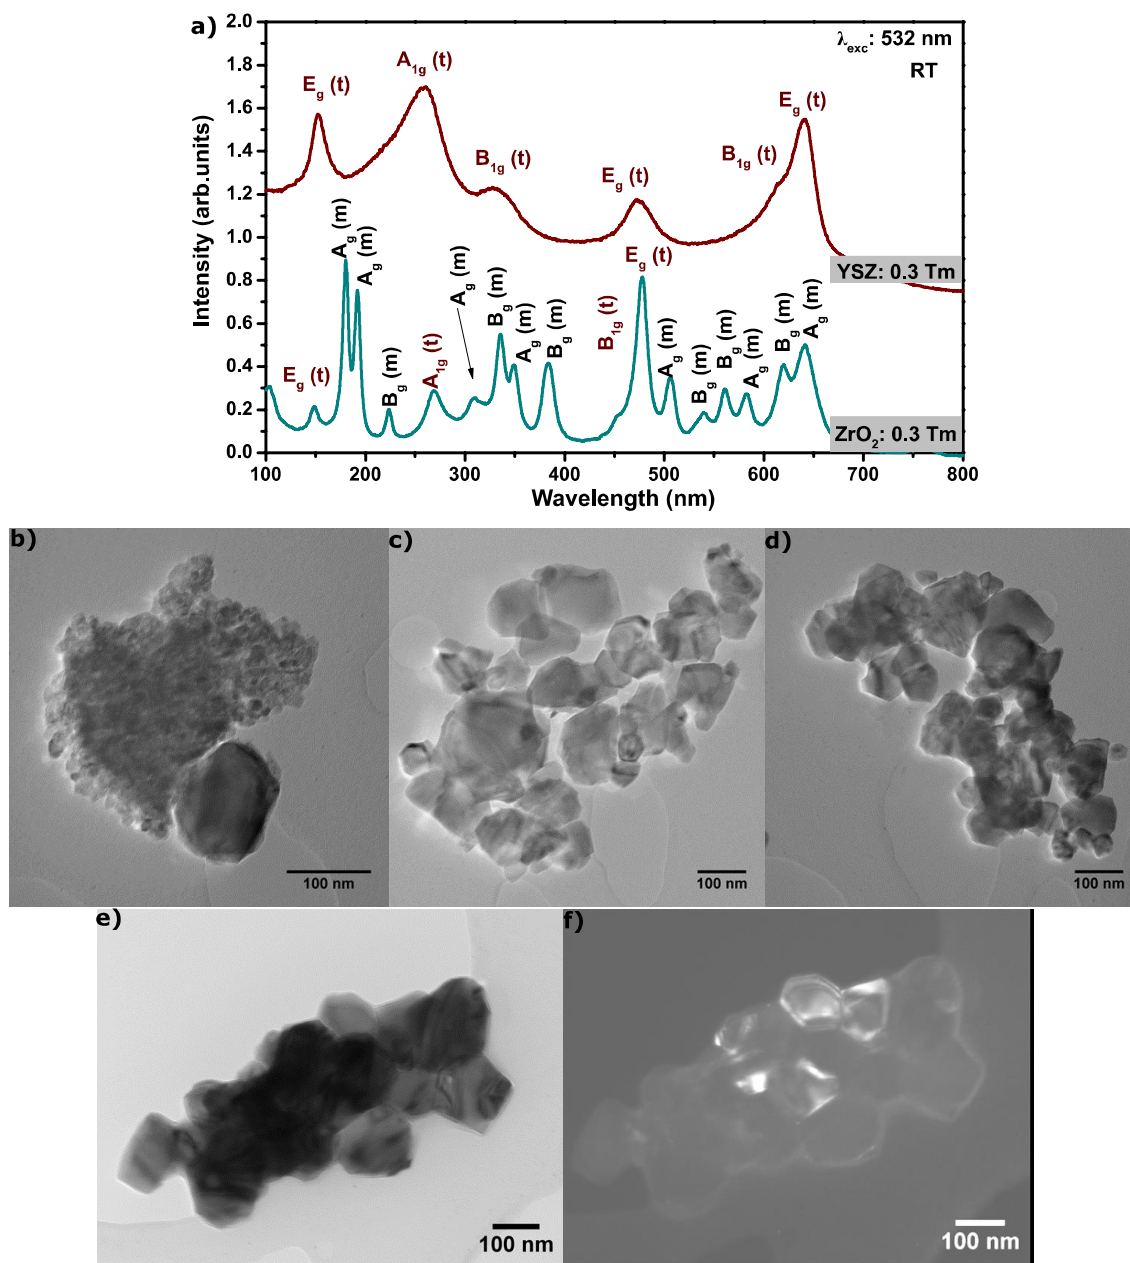 a)
2.0
1.8
1.6
1.4
1.2
1.0
0.8
0.6
0.4
0.2
0.0
Intensity (arb.units)
λexc: 532 nm
RT
Eg (t)
A1g (t)
B1g (t)
Eg (t)
B1g (t)
Eg (t)
YSZ: 0.3 Tm
Eg (t)
Ag (m)
Ag (m)
Bg (m)
A1g (t)
Ag (m)
Bg (m)
Ag (m)
Bg (m)
B1g (t)
Eg (t)
Ag (m)
Bg (m)
Bg (m)
Ag (m)
Bg (m)
Ag (m)
ZrO2: 0.3 Tm
100 200 300 400 500 600 700 800
Wavelength (nm)
b)
100 nm
c)
100 nm
d)
100 nm
e)
100 nm
f)
100 nm